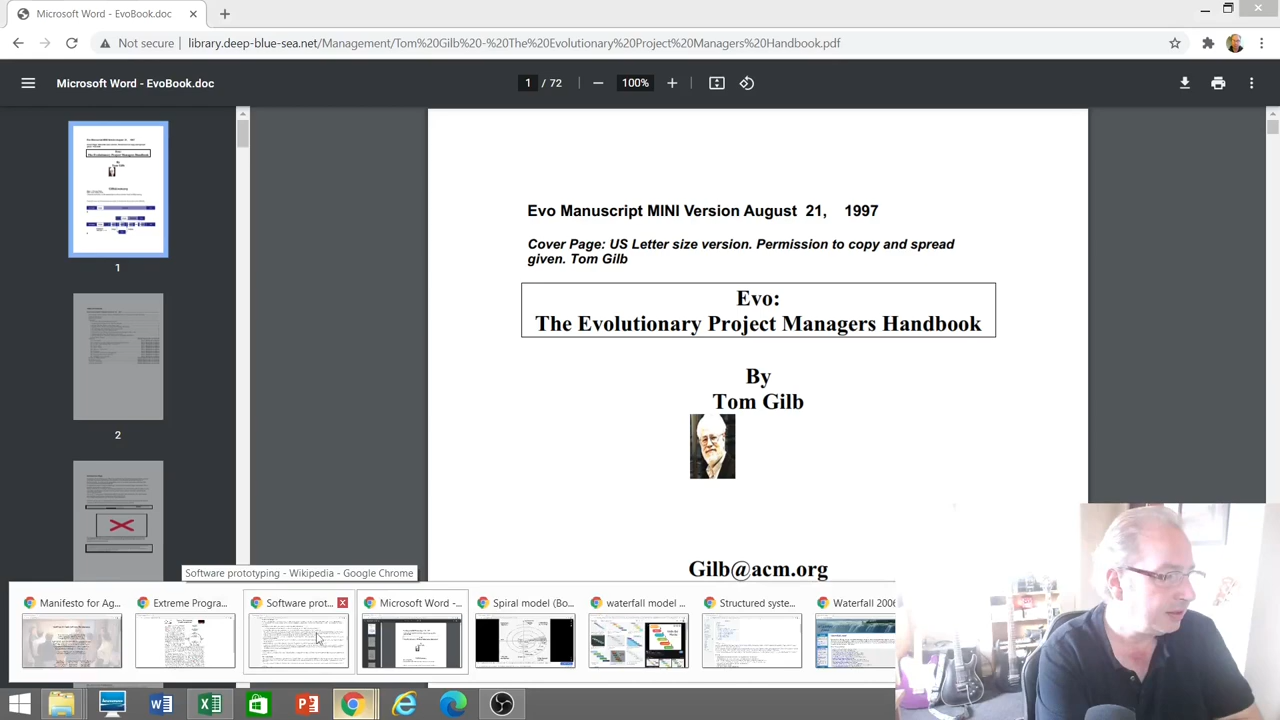 Microsoft Word - EvoBook.doc
Not secure
library.deep-blue-sea.net/Management/Tom%20Gilb%20-%20The%20Evolutionary%20Project%20Managers%20Handbook.pdf
Microsoft Word - EvoBook.doc
1 / 72
100%
1
2
Evo Manuscript MINI Version August 21, 1997
Cover Page: US Letter size version. Permission to copy and spread
given. Tom Gilb
Evo:
The Evolutionary Project Managers Handbook
By
Tom Gilb
Gilb@acm.org
Software prototyping - Wikipedia - Google Chrome
Manifesto for Ag...
Extreme Progra...
Software prot...
Microsoft Word -...
Spiral model (Bo...
waterfall model ...
Structured syste...
Waterfall 2006